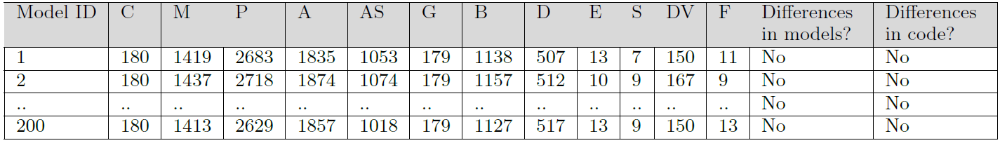 Model ID C M P A AS G B D E S DV F Differences in models? Differences in code?
1 180 1419 2683 1835 1053 179 1138 507 13 7 150 11 No No
2 180 1437 2718 1874 1074 179 1157 512 10 9 167 9 No No
.. .. .. .. .. .. .. .. .. .. .. .. .. No No
200 180 1413 2629 1857 1018 179 1127 517 13 9 150 13 No No